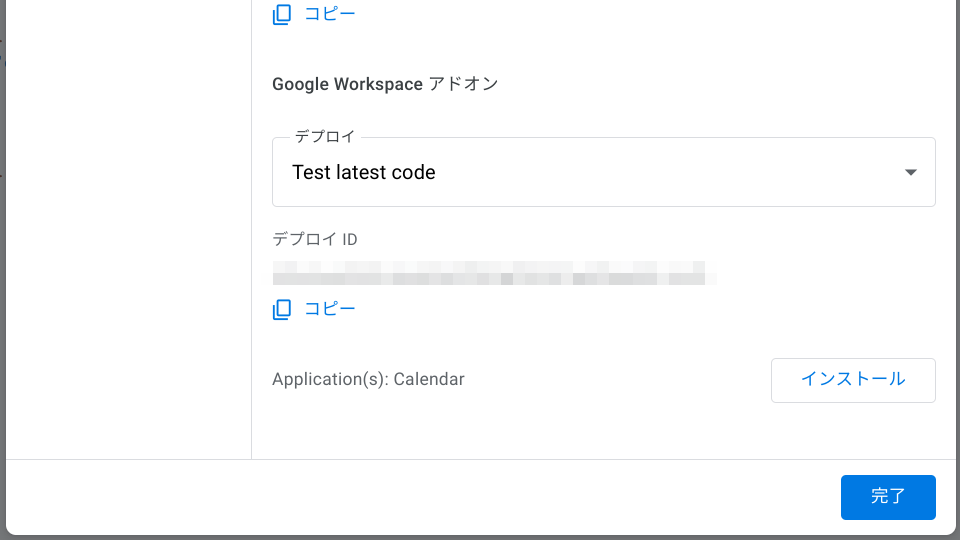 コピー
Google Workspace アドオン
デプロイ
Test latest code
デプロイ ID
コピー
Application(s): Calendar
インストール
完了